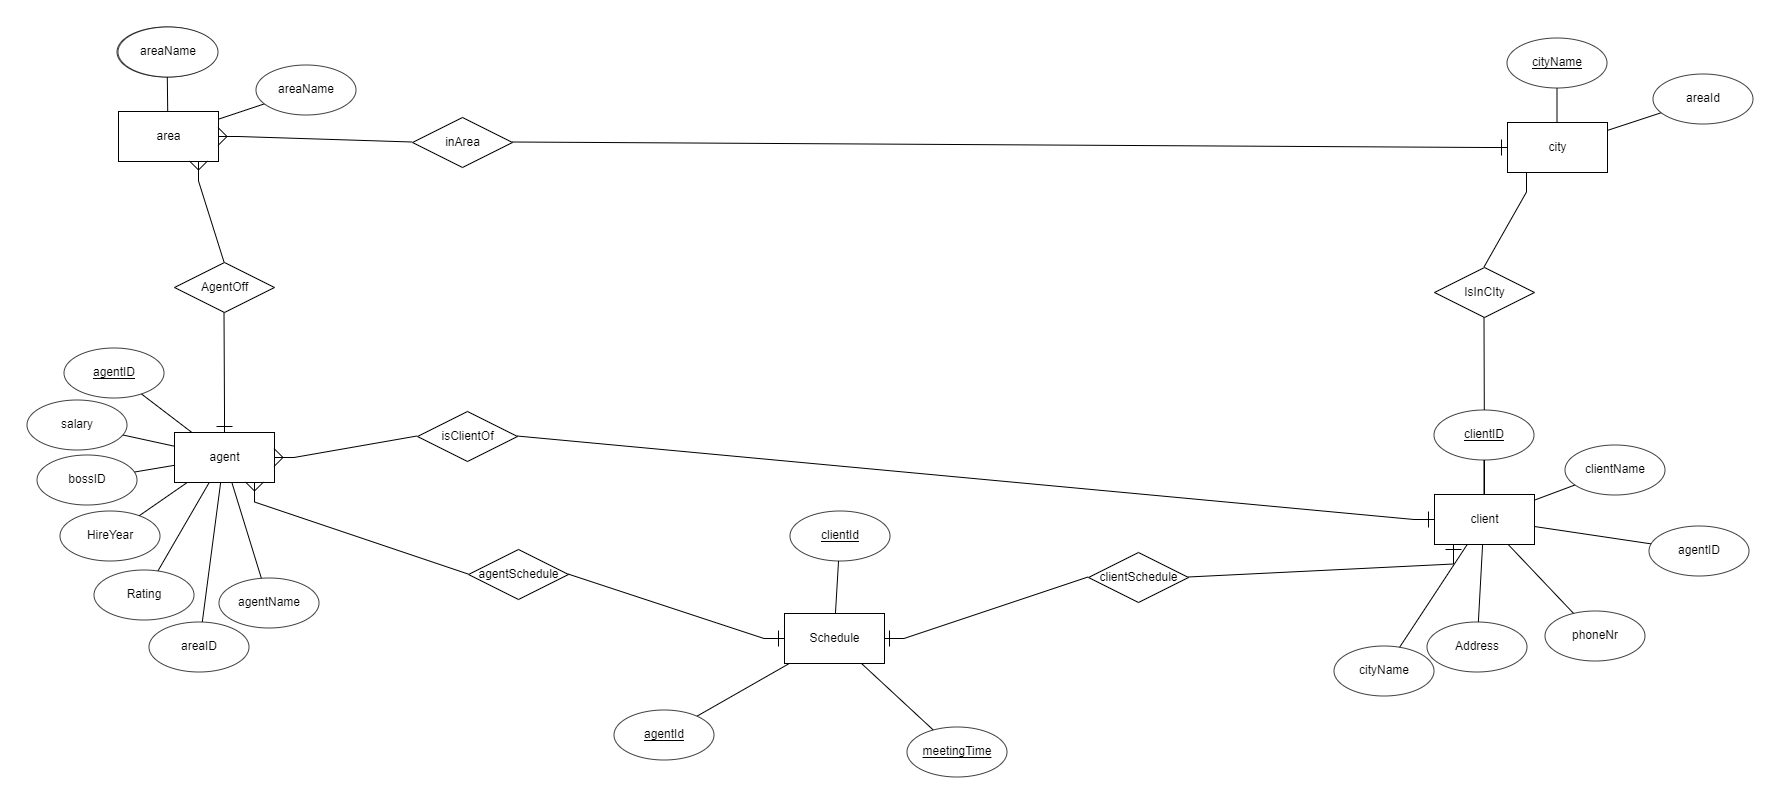 areaName
areaName
area
inArea
cityName
areaId
city
AgentOff
IsInCIty
agentID
salary
bossID
HireYear
Rating
areaID
agentName
agent
isClientOf
clientID
clientName
client
agentID
agentSchedule
clientId
clientSchedule
Schedule
agentId
meetingTime
cityName
Address
phoneNr